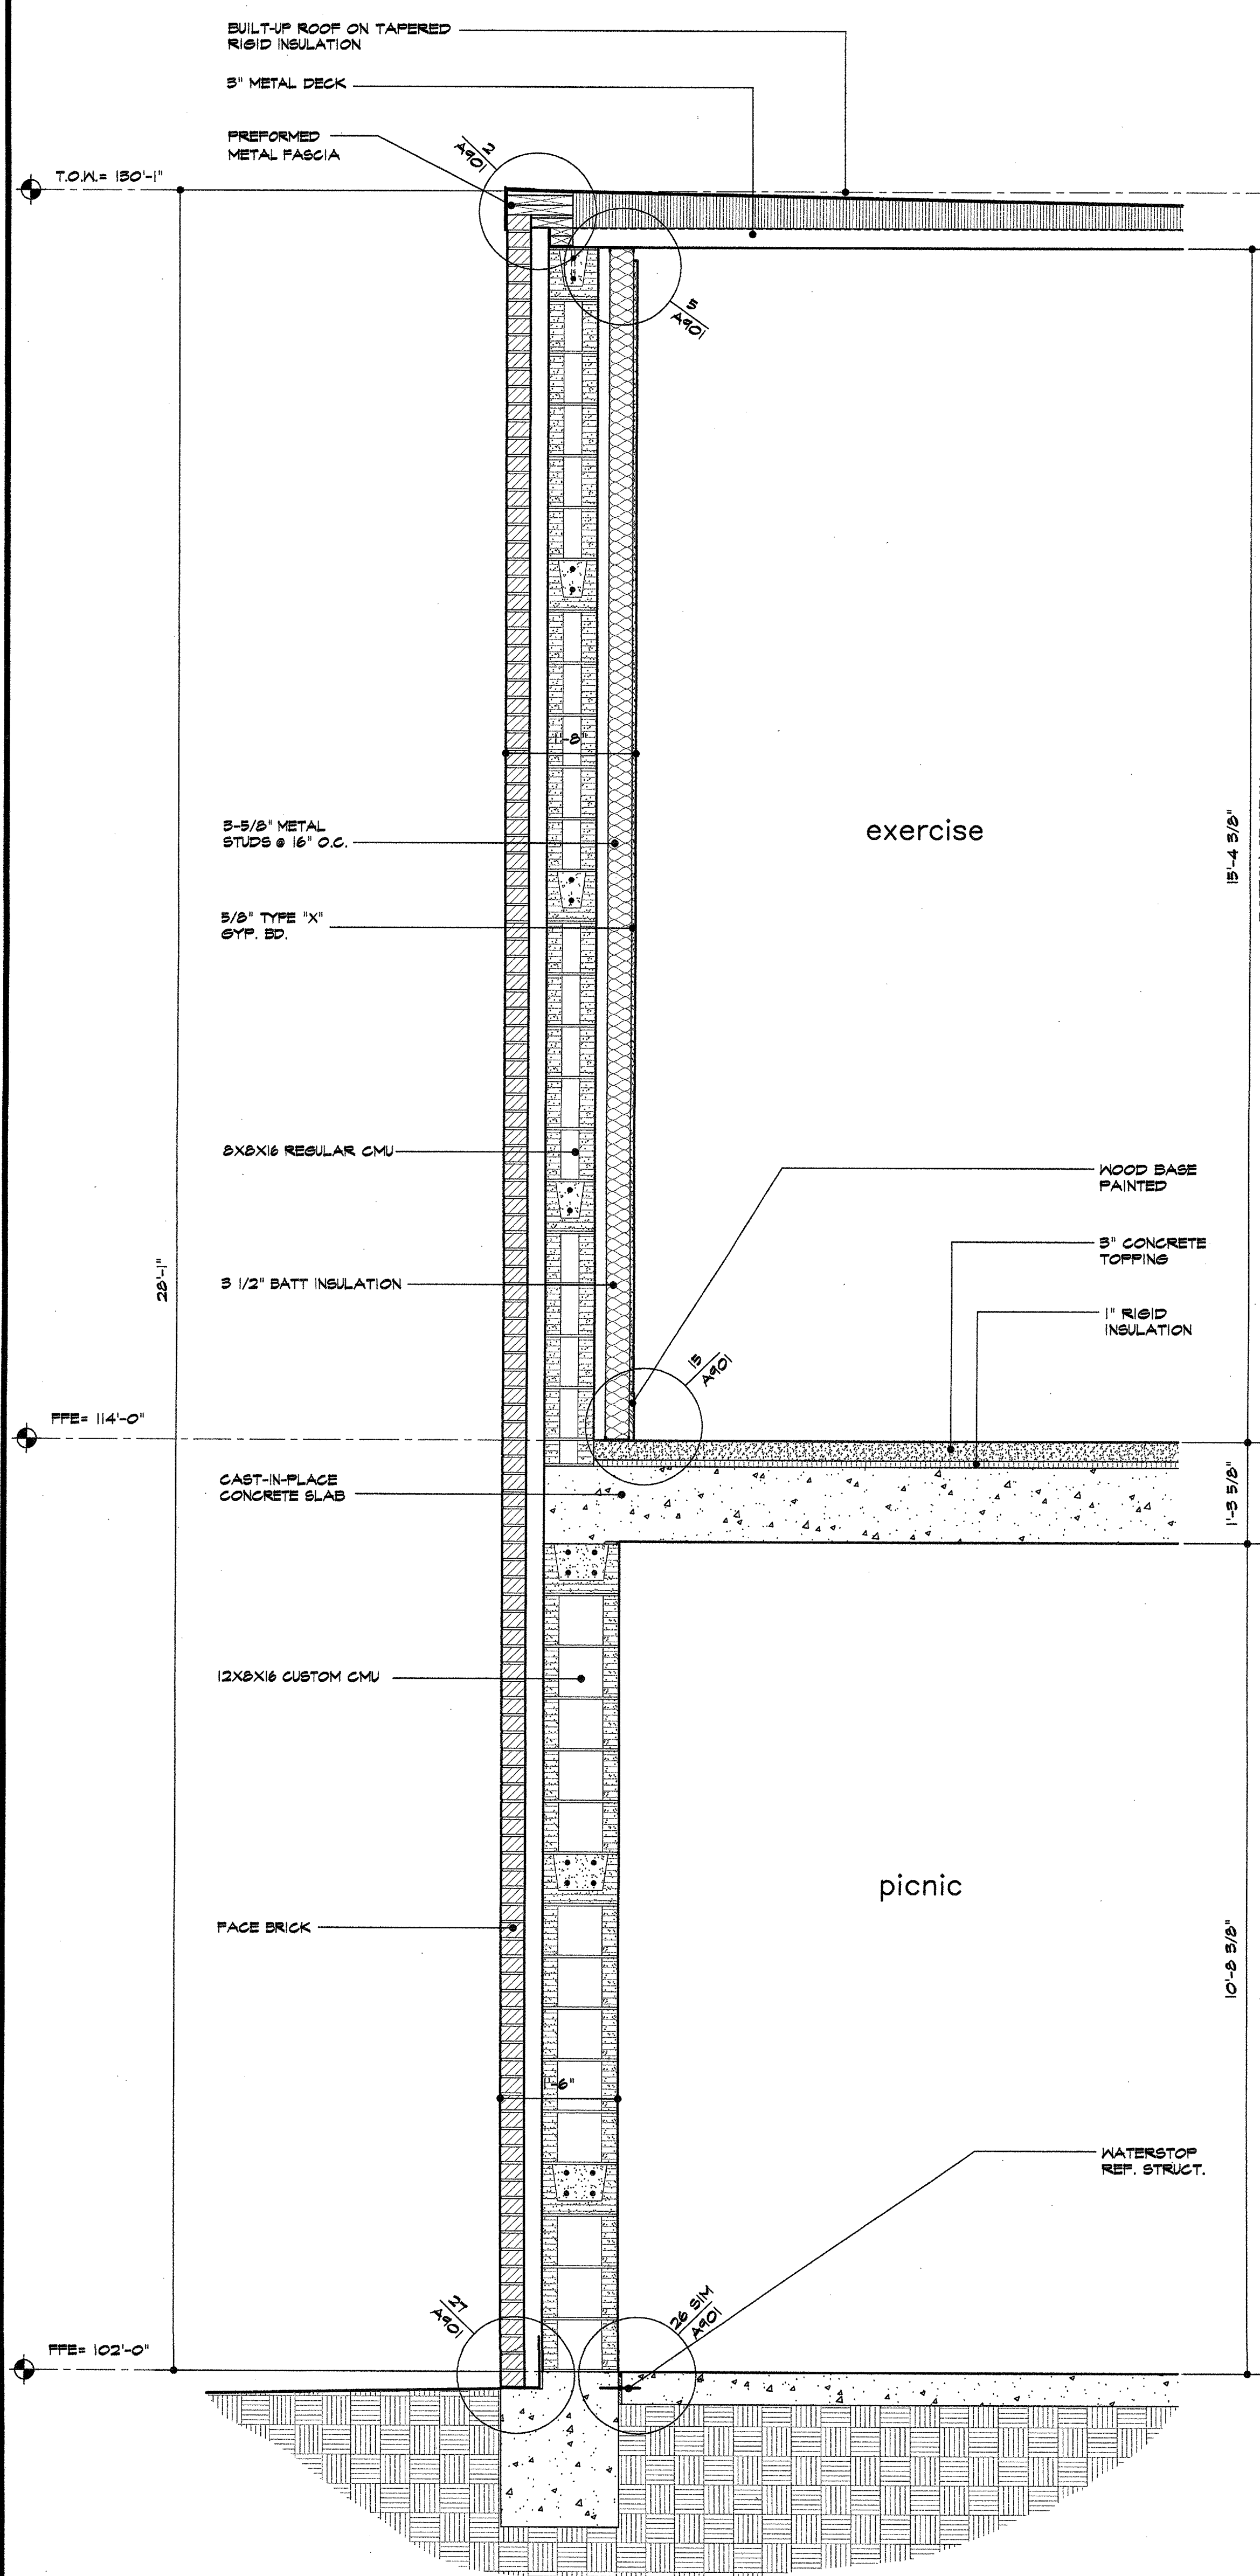 BUILT-UP ROOF ON TAPERED
RIGID INSULATION
3" METAL DECK
PREFORMED
METAL FASCIA
2
A901
T.O.W.= 130'-1"
5
A901
1'-8"
exercise
15'-4 3/8"
3-5/8" METAL
STUDS @ 16" O.C.
5/8" TYPE "X"
GYP. BD.
8X8X16 REGULAR CMU
WOOD BASE
PAINTED
3" CONCRETE
TOPPING
28'-1"
3 1/2" BATT INSULATION
1" RIGID
INSULATION
15
A901
FFE= 114'-0"
CAST-IN-PLACE
CONCRETE SLAB
1'-3 5/8"
12X8X16 CUSTOM CMU
picnic
FACE BRICK
10'-8 3/8"
1'-6"
WATERSTOP
REF. STRUCT.
27
A901
26 SIM
A901
FFE= 102'-0"